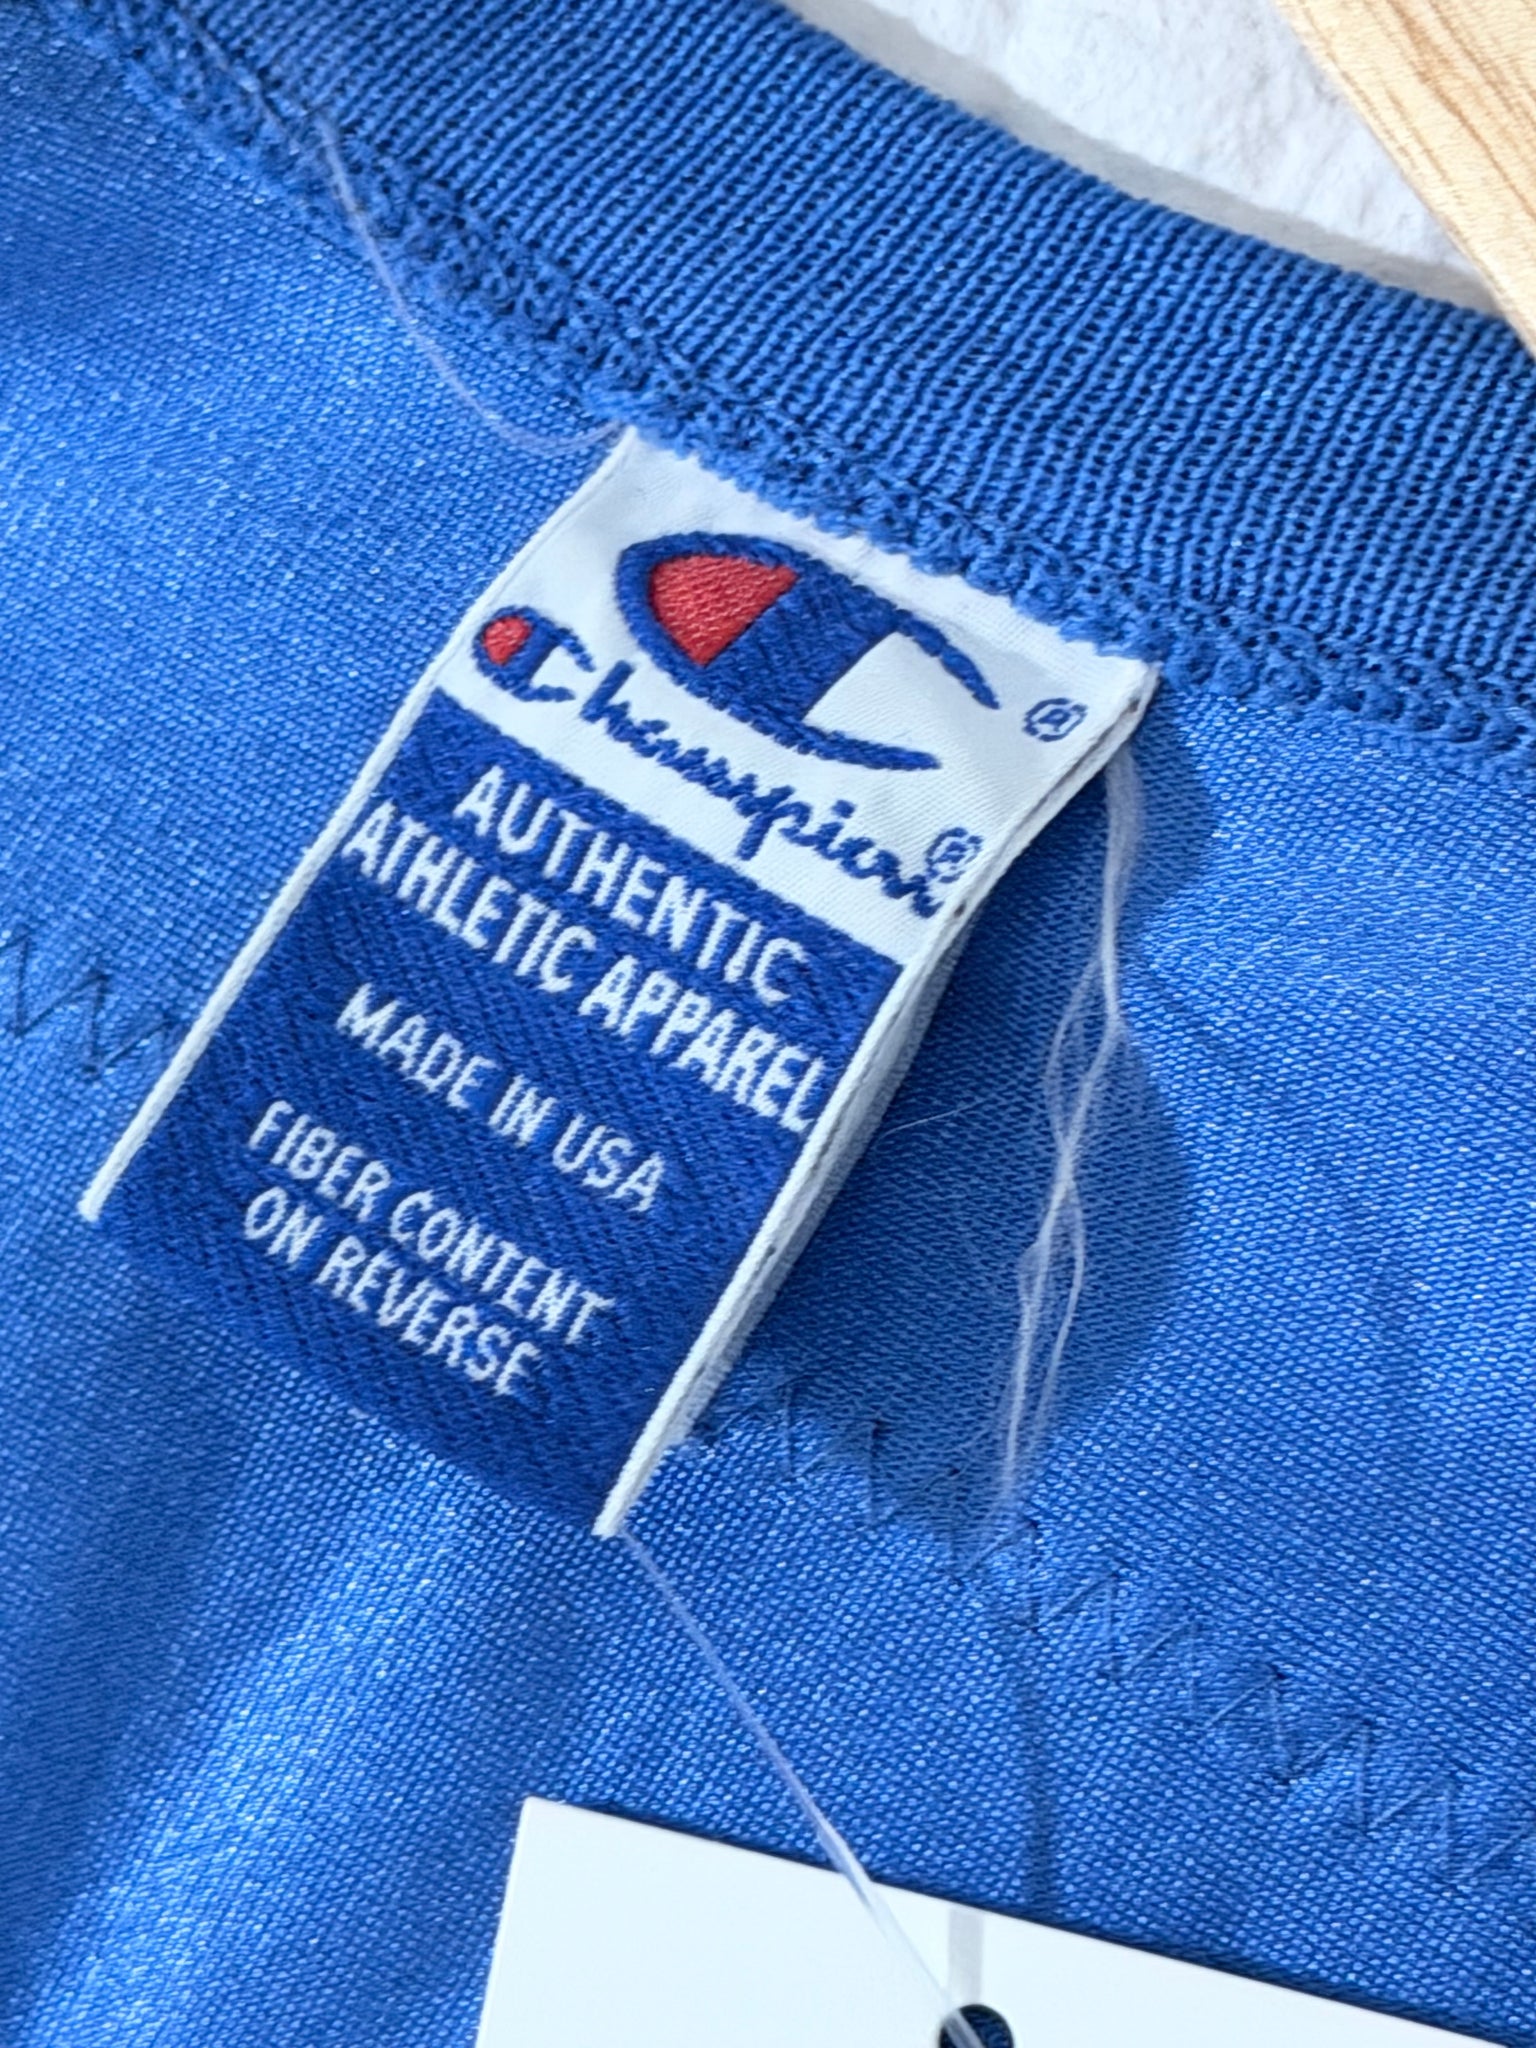 ®
Champion®
AUTHENTIC
ATHLETIC APPAREL
MADE IN USA
FIBER CONTENT
ON REVERSE